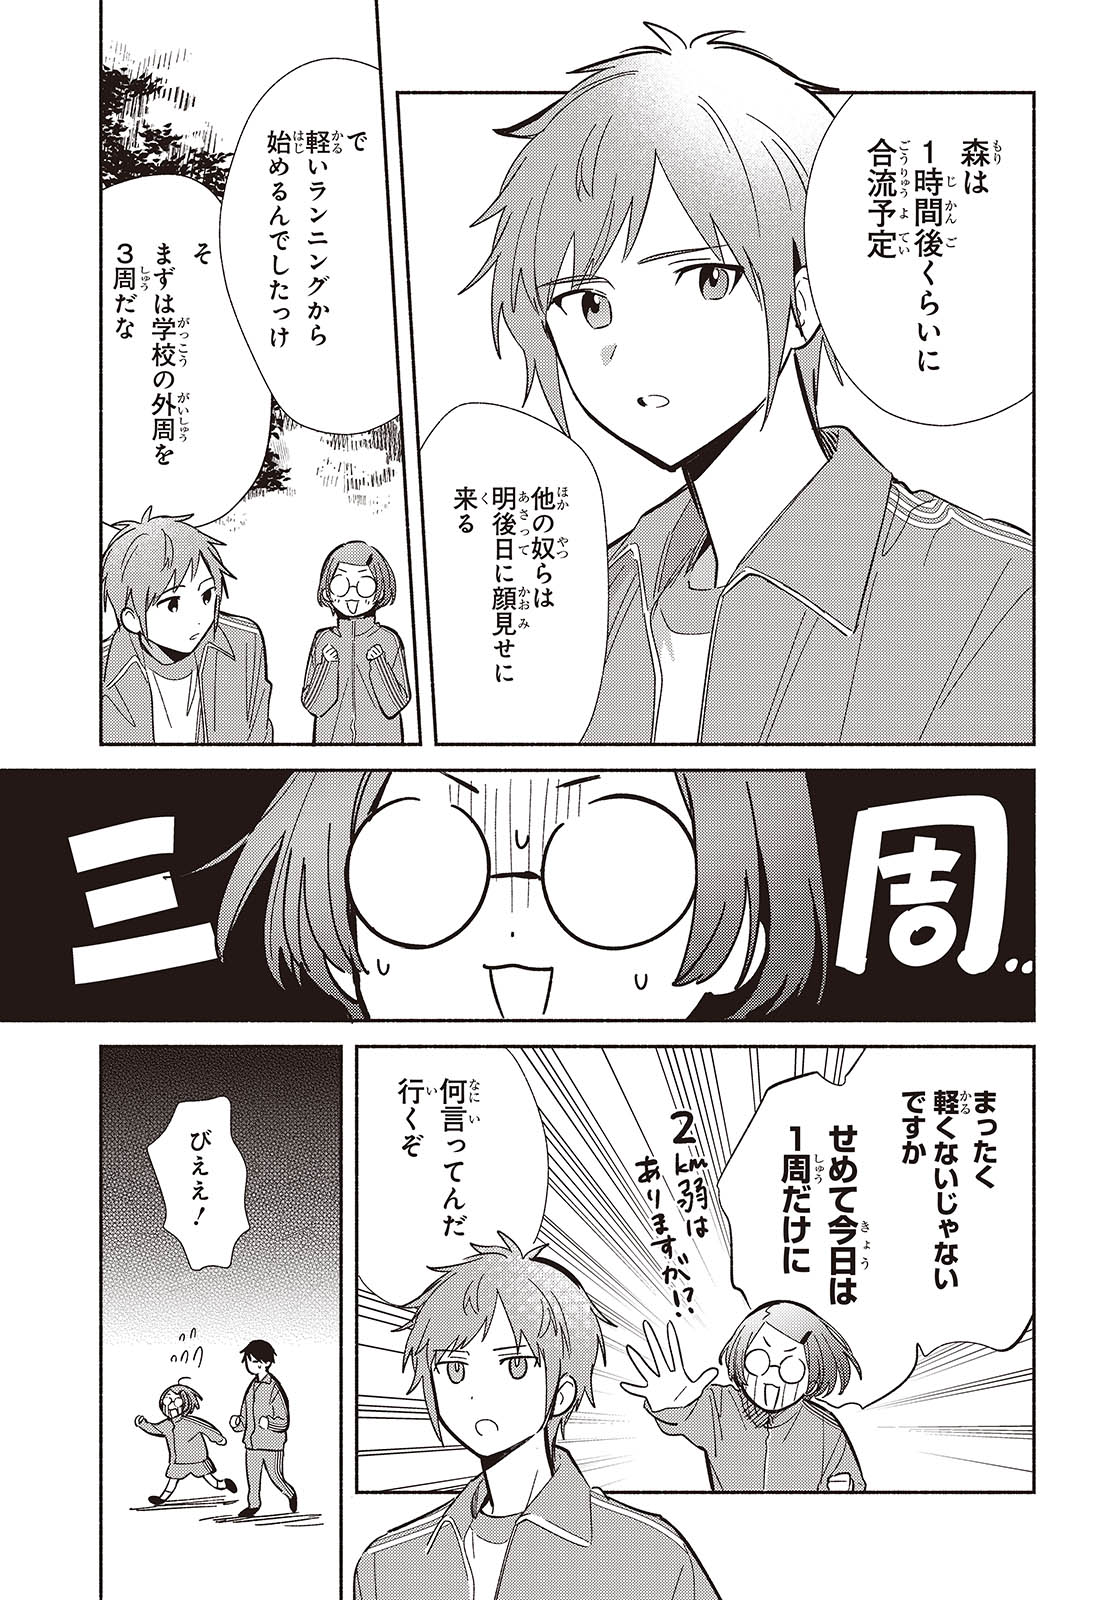 森は
1時間後くらいに
合流予定
他の奴らは
明後日に顔見せに
来る
で
軽いランニングから
始めるんでしたっけ
そ
まずは学校の外周を
3周だな
三周‥
まったく
軽くないじゃない
ですか
せめて今日は
1周だけに
2km弱は
ありますが!?
何言ってんだ
行くぞ
びええ!